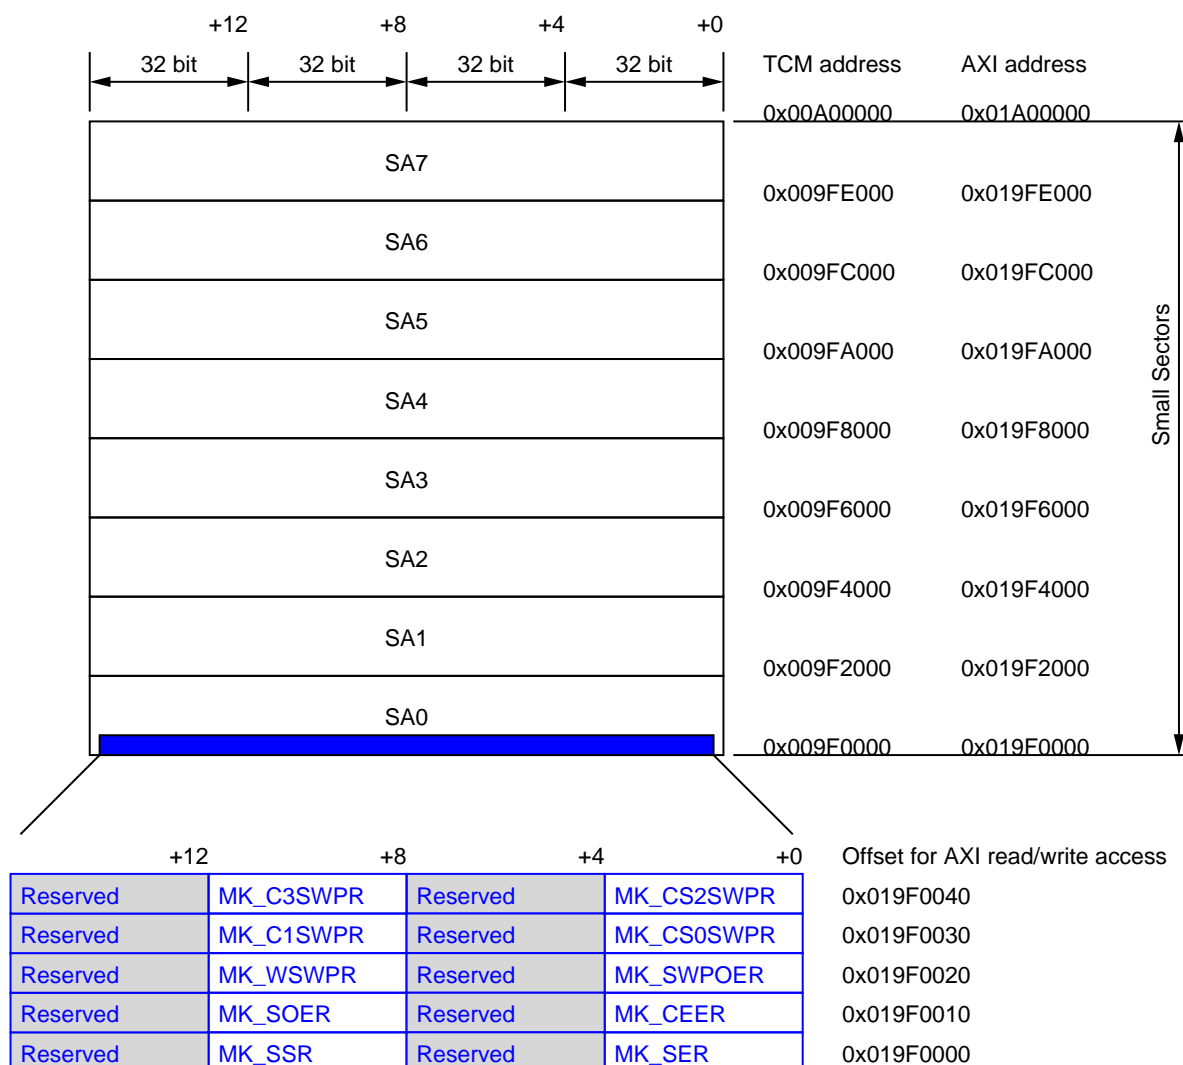 +12 +8 +4 +0
32 bit 32 bit 32 bit 32 bit TCM address AXI address
0x00A00000 0x01A00000
SA7
0x009FE000 0x019FE000
SA6
0x009FC000 0x019FC000
SA5
0x009FA000 0x019FA000
SA4
0x009F8000 0x019F8000
SA3
0x009F6000 0x019F6000
SA2
0x009F4000 0x019F4000
SA1
0x009F2000 0x019F2000
SA0
0x009F0000 0x019F0000
Small Sectors
+12 +8 +4 +0 Offset for AXI read/write access
Reserved MK_C3SWPR Reserved MK_CS2SWPR 0x019F0040
Reserved MK_C1SWPR Reserved MK_CS0SWPR 0x019F0030
Reserved MK_WSWPR Reserved MK_SWPOER 0x019F0020
Reserved MK_SOER Reserved MK_CEER 0x019F0010
Reserved MK_SSR Reserved MK_SER 0x019F0000